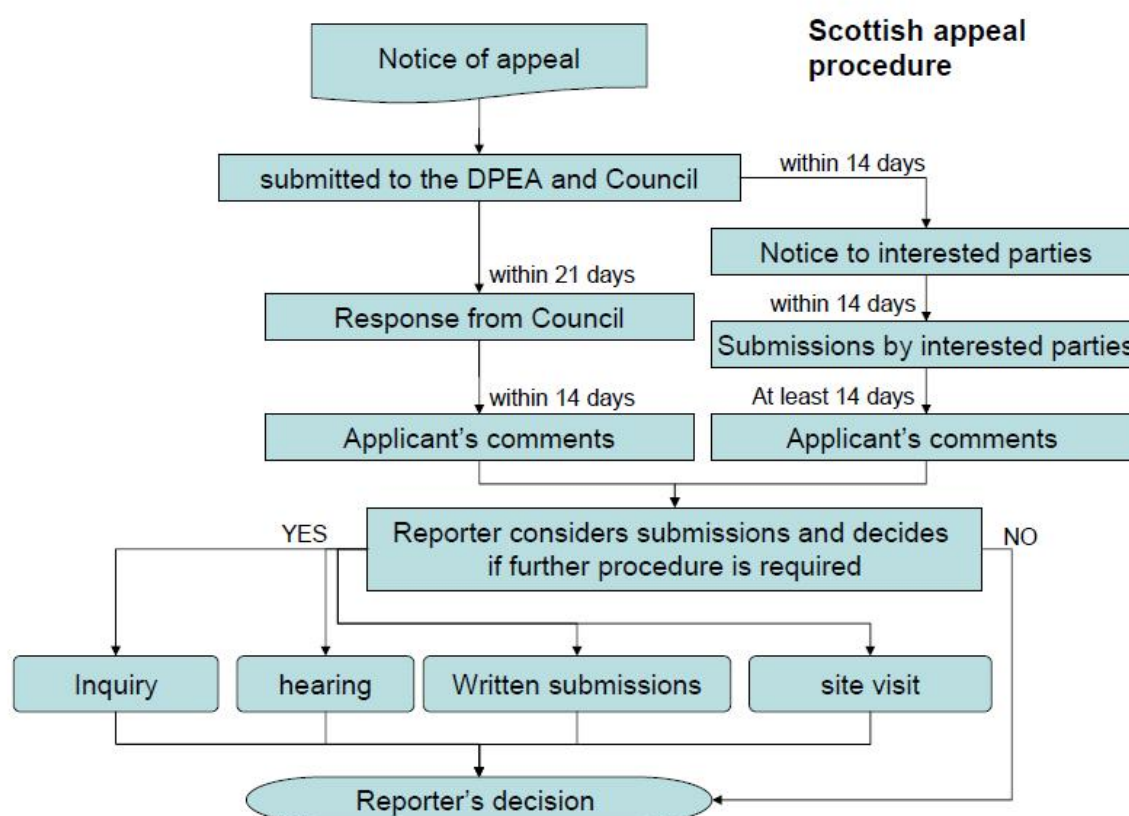 Scottish appeal
procedure
Notice of appeal
submitted to the DPEA and Council
within 14 days
Notice to interested parties
within 21 days
within 14 days
Response from Council
Submissions by interested parties
within 14 days
At least 14 days
Applicant's comments
Applicant's comments
YES
Reporter considers submissions and decides
if further procedure is required
NO
Inquiry
hearing
Written submissions
site visit
Reporter's decision